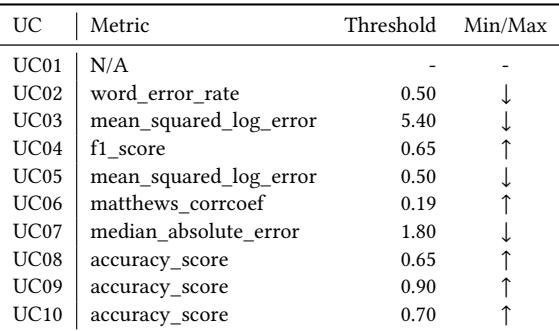 UC Metric Threshold Min/Max
UC01 N/A - -
UC02 word_error_rate 0.50 ↓
UC03 mean_squared_log_error 5.40 ↓
UC04 f1_score 0.65 ↑
UC05 mean_squared_log_error 0.50 ↓
UC06 matthews_corrcoef 0.19 ↑
UC07 median_absolute_error 1.80 ↓
UC08 accuracy_score 0.65 ↑
UC09 accuracy_score 0.90 ↑
UC10 accuracy_score 0.70 ↑